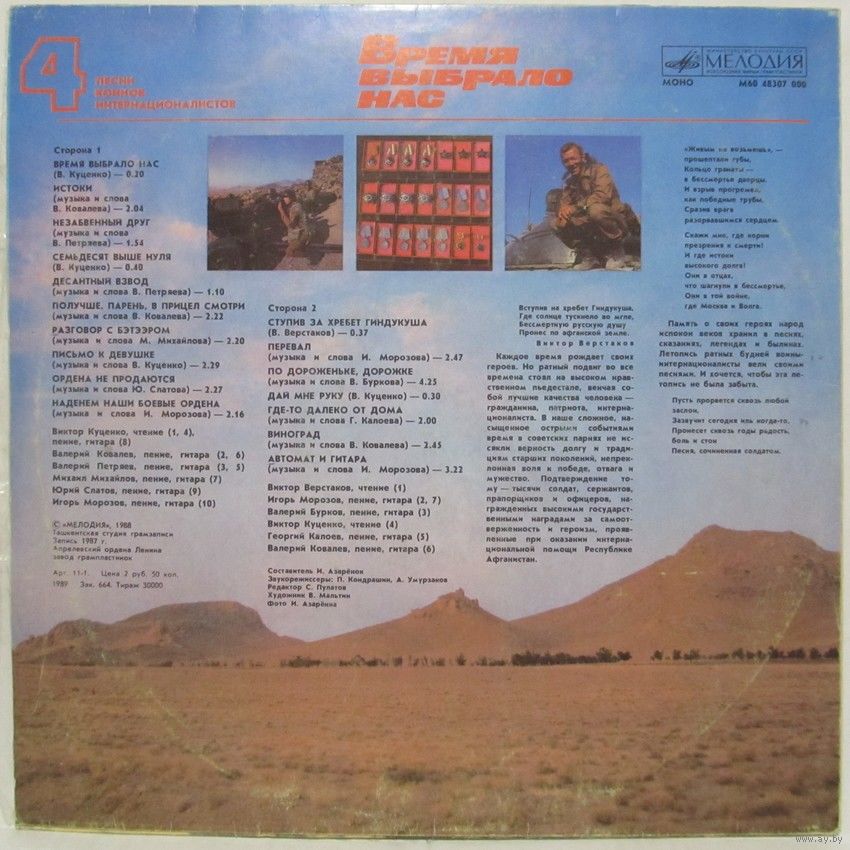 4
ПЕСНИ
ВОИНОВ
ИНТЕРНАЦИОНАЛИСТОВ
ВРЕМЯ
ВЫБРАЛО
НАС
МИНИСТЕРСТВО КУЛЬТУРЫ СССР
МЕЛОДИЯ
ВСЕСОЮЗНАЯ ФИРМА ГРАМПЛАСТИНОК
МОНО М60 48307 000
Сторона 1
ВРЕМЯ ВЫБРАЛО НАС
(В. Куценко) — 0.20
ИСТОКИ
(музыка и слова
В. Ковалева) — 2.04
НЕЗАБВЕННЫЙ ДРУГ
(музыка и слова
В. Петряева) — 1.54
СЕМЬДЕСЯТ ВЫШЕ НУЛЯ
(В. Куценко) — 0.40
ДЕСАНТНЫЙ ВЗВОД
(музыка и слова В. Петряева) — 1.10
ПОЛУЧШЕ, ПАРЕНЬ, В ПРИЦЕЛ СМОТРИ
(музыка и слова В. Ковалева) — 2.22
РАЗГОВОР С БЭТЭЭРОМ
(музыка и слова М. Михайлова) — 2.20
ПИСЬМО К ДЕВУШКЕ
(музыка и слова В. Ковалева) — 2.29
ОРДЕНА НЕ ПРОДАЮТСЯ
(музыка и слова Ю. Слатова) — 2.27
НАДЕНЕМ НАШИ БОЕВЫЕ ОРДЕНА
(музыка и слова И. Морозова) — 2.16
Виктор Куценко, чтение (1, 4),
пение, гитара (8)
Валерий Ковалев, пение, гитара (2, 6)
Валерий Петряев, пение, гитара (3, 5)
Михаил Михайлов, пение, гитара (7)
Юрий Слатов, пение, гитара (9)
Игорь Морозов, пение, гитара (10)
© «МЕЛОДИЯ», 1988
Ташкентская студия грамзаписи
Запись 1987 г.
Апрелевский ордена Ленина
завод грампластинок
Арт. 11-1. Цена 2 руб. 50 коп.
1989 Зак. 664. Тираж 30000
Сторона 2
СТУПИВ ЗА ХРЕБЕТ ГИНДУКУША
(В. Верстаков) — 0.37
ПЕРЕВАЛ
(музыка и слова И. Морозова) — 2.47
ПО ДОРОЖЕНЬКЕ, ДОРОЖКЕ
(музыка и слова В. Буркова) — 4.25
ДАЙ МНЕ РУКУ (В. Куценко) — 0.30
ГДЕ-ТО ДАЛЕКО ОТ ДОМА
(музыка и слова Г. Калоева) — 2.00
ВИНОГРАД
(музыка и слова В. Ковалева) — 2.45
АВТОМАТ И ГИТАРА
(музыка и слова И. Морозова) — 3.22
Виктор Верстаков, чтение (1)
Игорь Морозов, пение, гитара (2, 7)
Валерий Бурков, пение, гитара (3)
Виктор Куценко, чтение (4)
Георгий Калоев, пение, гитара (5)
Валерий Ковалев, пение, гитара (6)
Составитель И. Азарёнок
Звукорежиссеры: П. Кондрашин, А. Умурзаков
Редактор С. Пулатов
Художник В. Мальтин
Фото И. Азарёнка
Вступив на хребет Гиндукуша,
Где солнце тускнело во мгле,
Бессмертную русскую душу
Пронес по афганской земле.
Виктор Верстаков
Каждое время рождает своих
героев. Но ратный подвиг во все
времена стоял на высоком нрав-
ственном пьедестале, венчая со-
бой лучшие качества человека —
гражданина, патриота, интерна-
ционалиста. В наше сложное, на-
сыщенное острыми событиями
время в советских парнях не ис-
сякли верность долгу и тради-
циям старших поколений, непрек-
лонная воля к победе, отвага и
мужество. Подтверждение то-
му — тысячи солдат, сержантов,
прапорщиков и офицеров, на-
гражденных высокими государст-
венными наградами за самоот-
верженность и героизм, прояв-
ленные при оказании интерна-
циональной помощи Республике
Афганистан.
«Живым не возьмешь», —
прошептали губы,
Кольцо гранаты —
в бессмертье дверцы.
И взрыв прогремел,
как победные трубы,
Сразив врага
разорвавшимся сердцем.
Скажи мне, где корни
презрения к смерти!
И где истоки
высокого долга!
Они в отцах,
что шагнули в бессмертье,
Они в той войне,
где Москва и Волга.
Память о своих героях народ
испокон веков хранил в песнях,
сказаниях, легендах и былинах.
Летопись ратных будней воины-
интернационалисты вели своими
песнями. И хочется, чтобы эта ле-
топись не была забыта.
Пусть прорвется сквозь любой
заслон,
Зазвучит сегодня иль когда-то,
Пронесет сквозь годы радость,
боль и стон
Песня, сочиненная солдатом.
www.ay.by